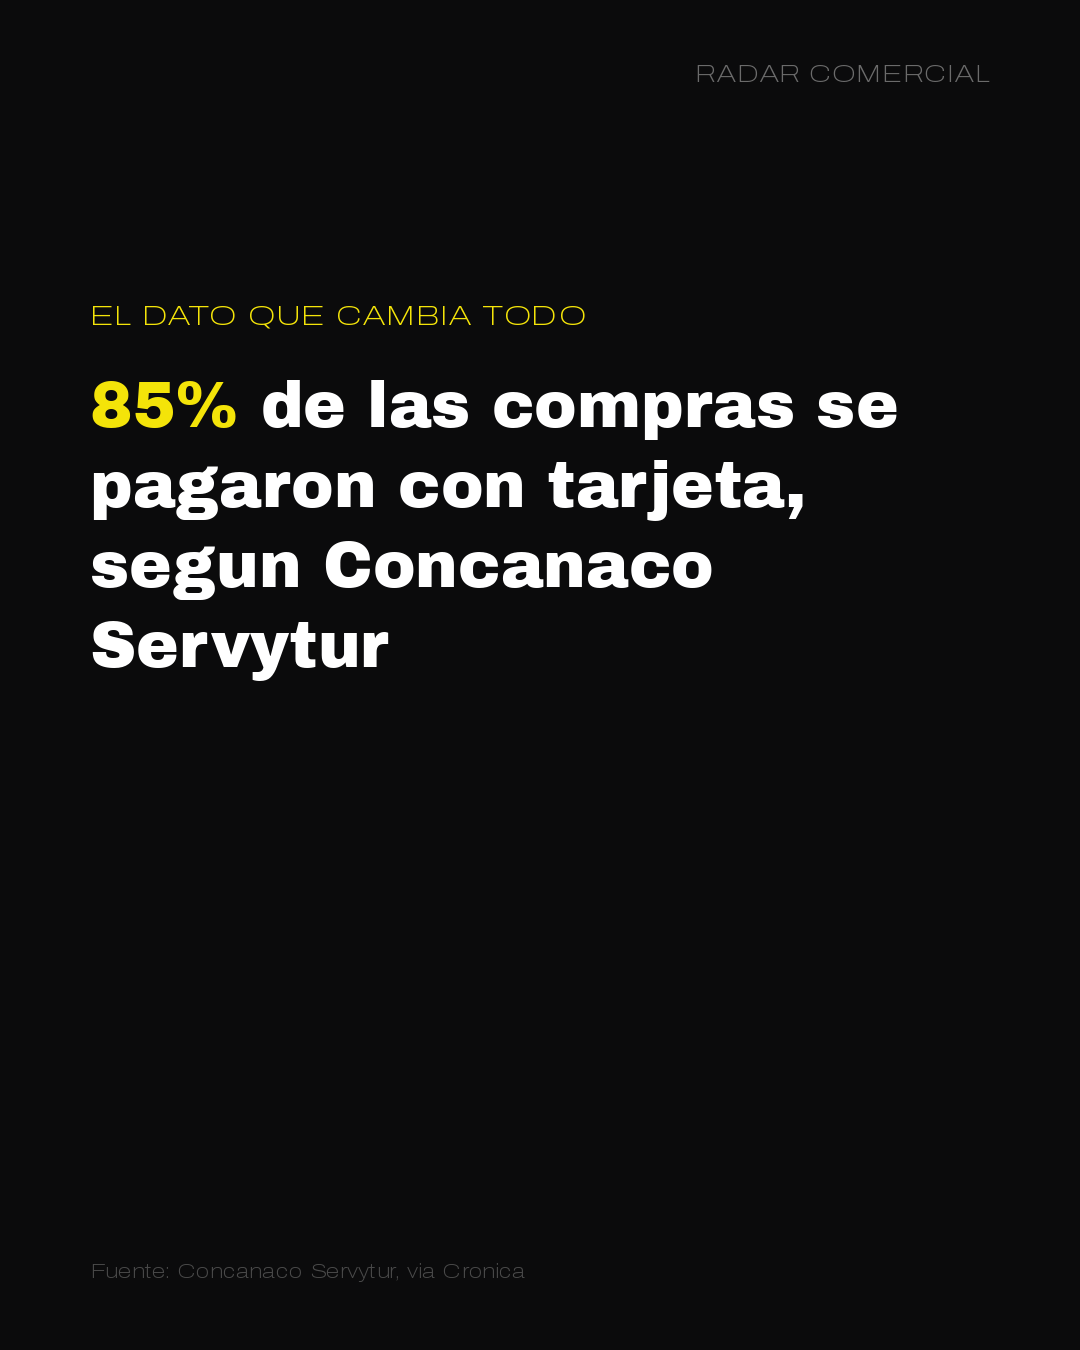 RADAR COMERCIAL
EL DATO QUE CAMBIA TODO
85% de las compras se
pagaron con tarjeta,
segun Concanaco
Servytur
Fuente: Concanaco Servytur, via Cronica